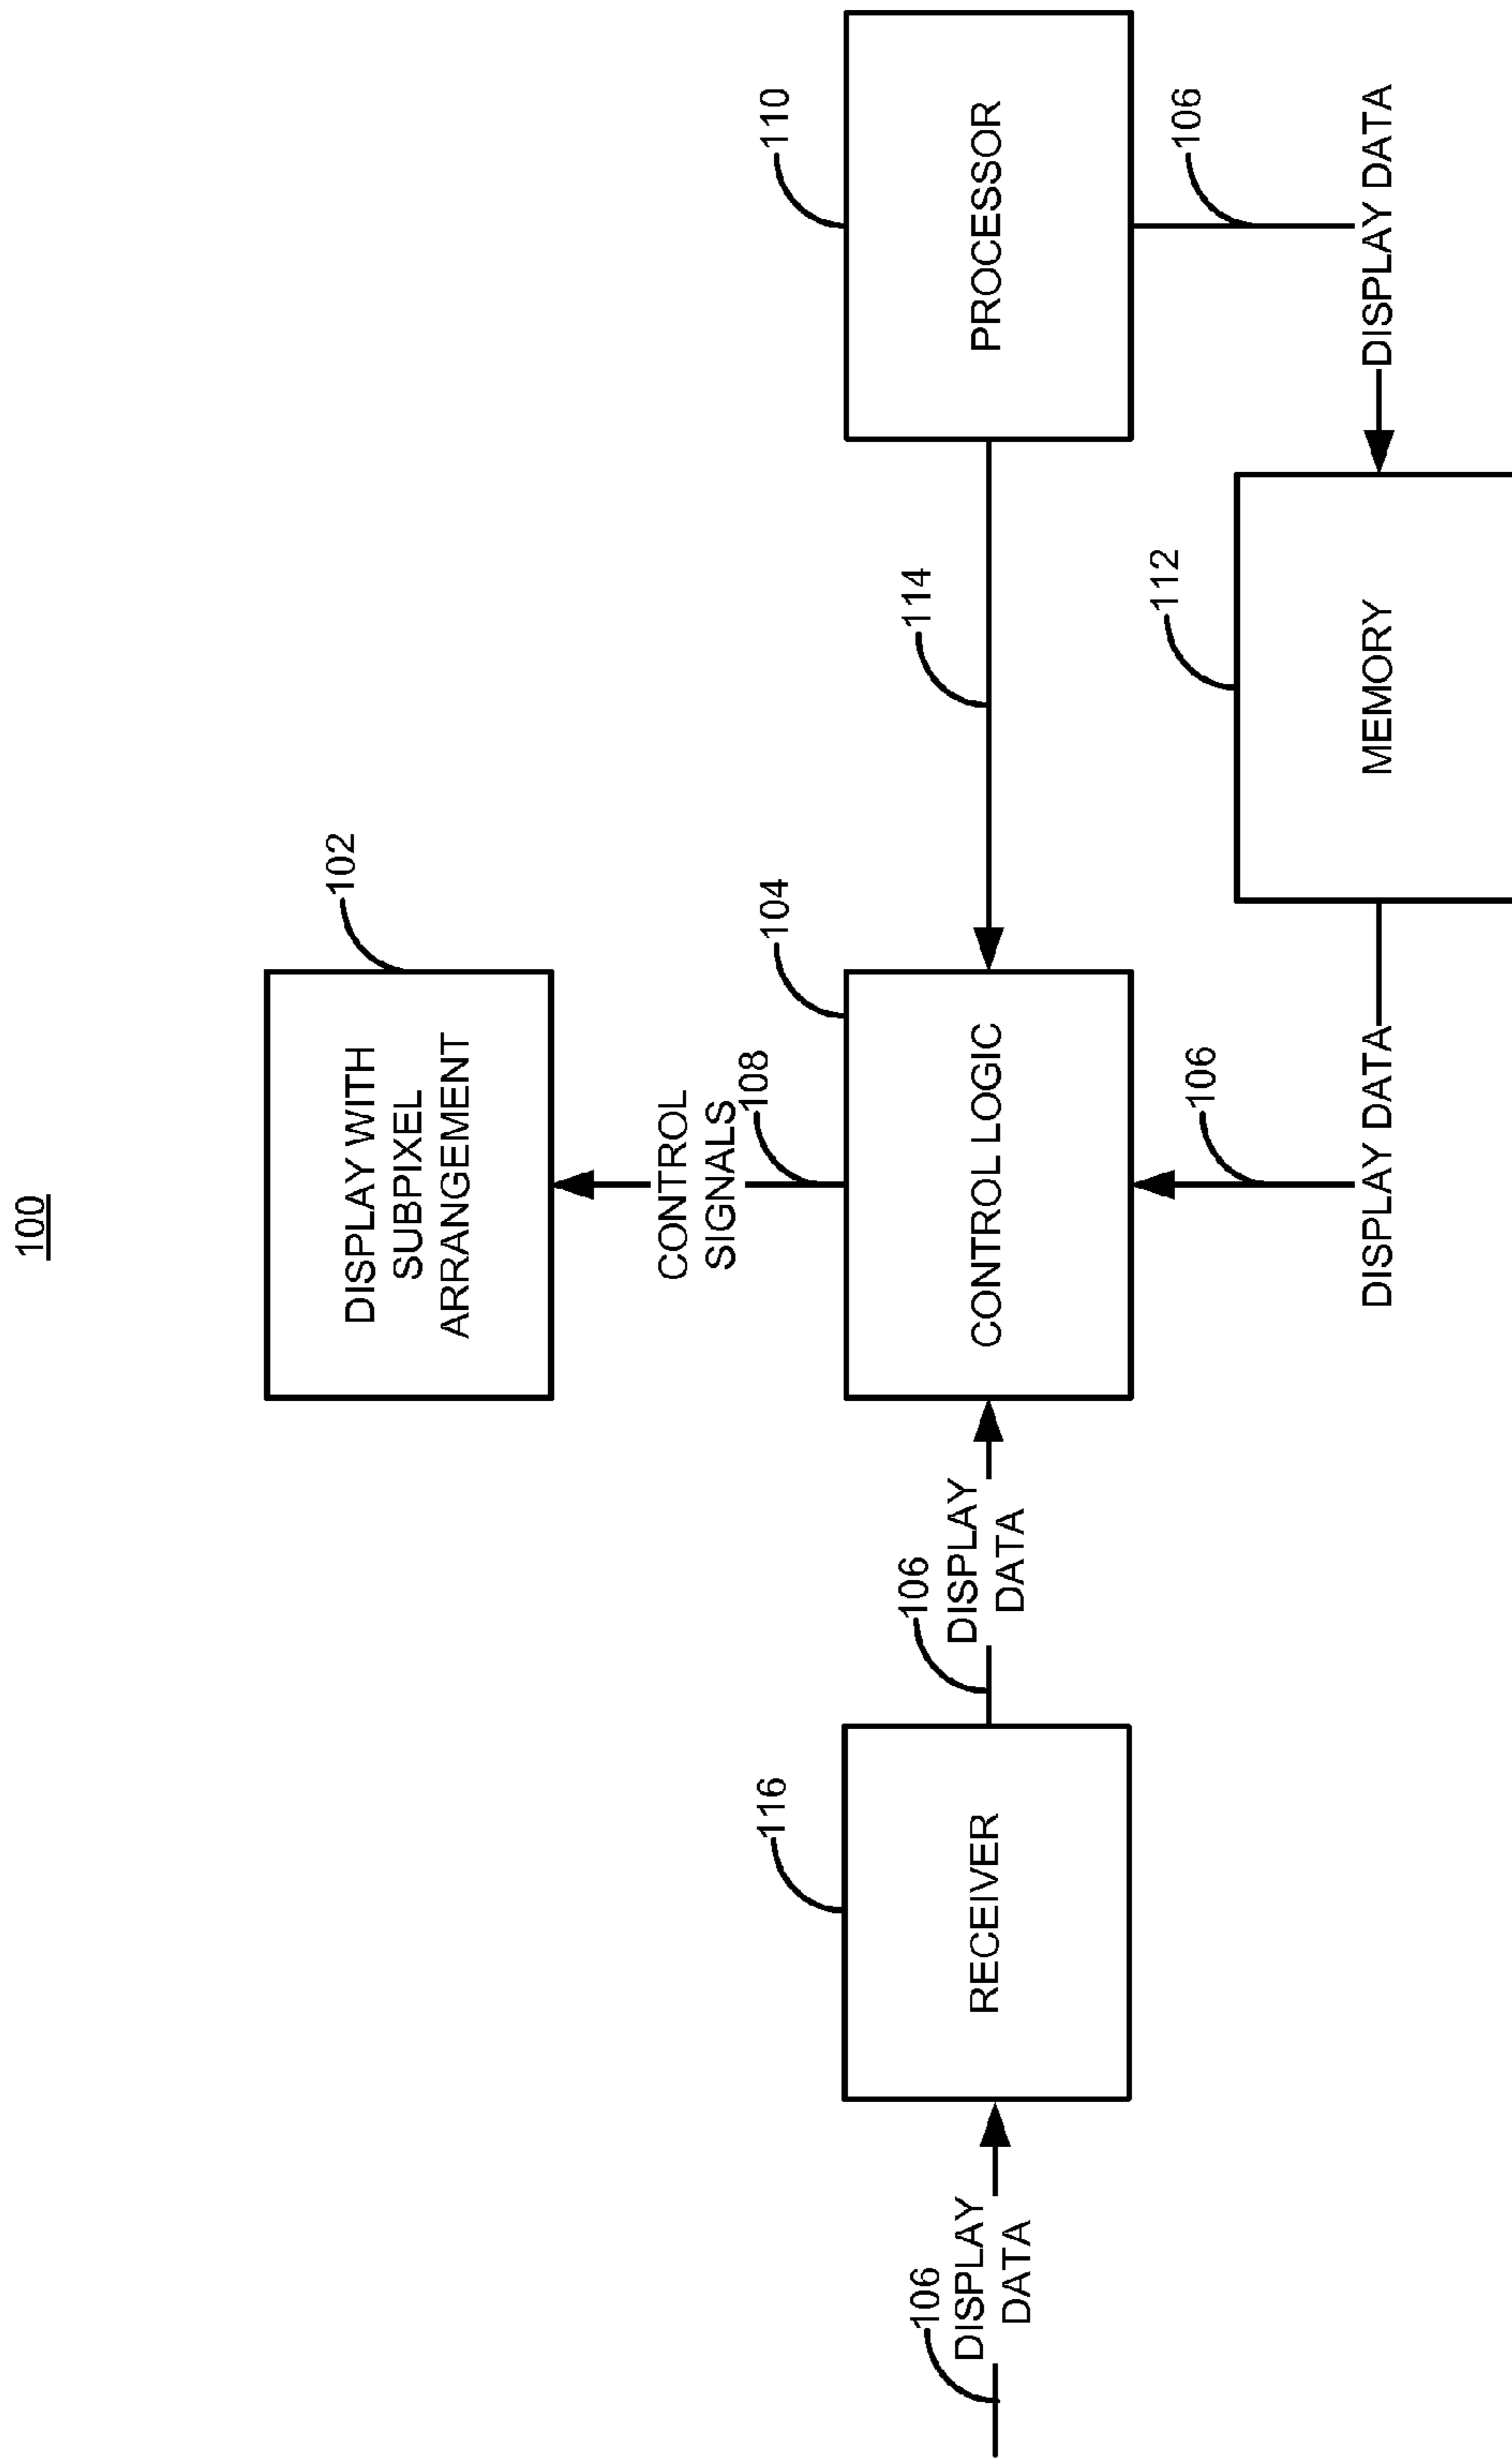 100
102
DISPLAY WITH
SUBPIXEL
ARRANGEMENT
CONTROL
SIGNALS
108
106
DISPLAY
DATA
116
RECEIVER
106
DISPLAY
DATA
104
CONTROL LOGIC
114
110
PROCESSOR
106
DISPLAY DATA
112
MEMORY
106
DISPLAY DATA